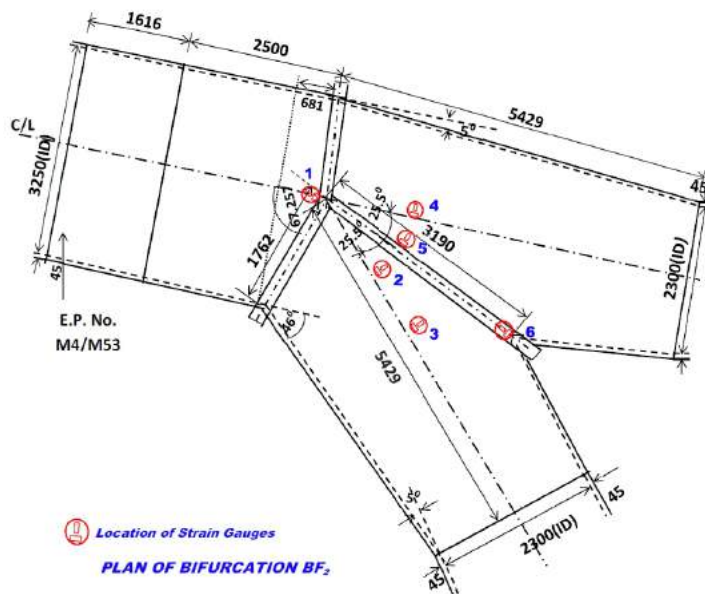 1616
2500
681
5429
5°
45
C/L
3250(ID)
1
67.257
25.5°
4
3190
5
25.5°
2
1762
2300(ID)
45
E.P. No.
M4/M53
46°
3
6
5429
5°
45
2300(ID)
45
Location of Strain Gauges
PLAN OF BIFURCATION BF₂